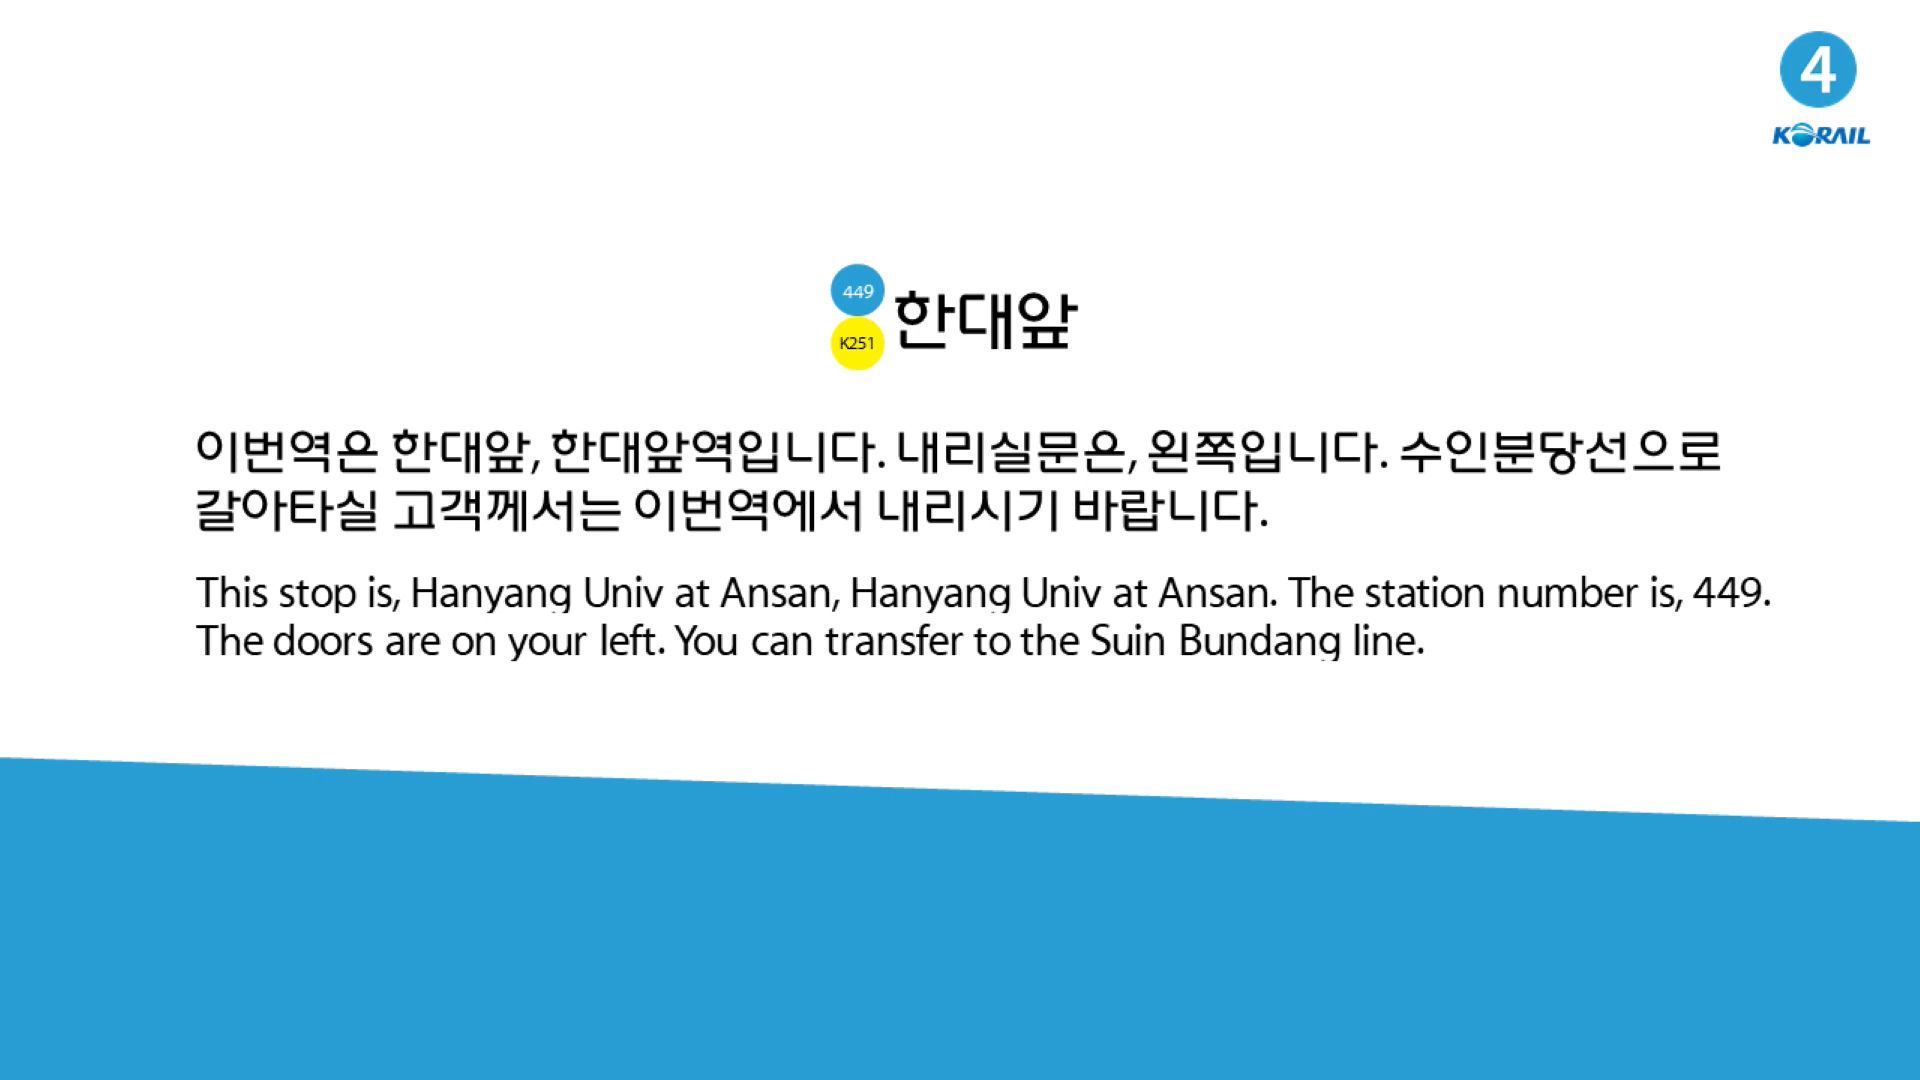 4
KORAIL
449
한대앞
K251
이번역은 한대앞, 한대앞역입니다. 내리실문은, 왼쪽입니다. 수인분당선으로
갈아타실 고객께서는 이번역에서 내리시기 바랍니다.
This stop is, Hanyang Univ at Ansan, Hanyang Univ at Ansan. The station number is, 449.
The doors are on your left. You can transfer to the Suin Bundang line.